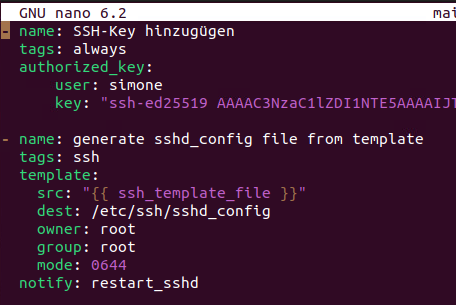 GNU nano 6.2 mai
- name: SSH-Key hinzugügen
  tags: always
  authorized_key:
      user: simone
      key: "ssh-ed25519 AAAAC3NzaC1lZDI1NTE5AAAAIJT
- name: generate sshd_config file from template
  tags: ssh
  template:
    src: "{{ ssh_template_file }}"
    dest: /etc/ssh/sshd_config
    owner: root
    group: root
    mode: 0644
  notify: restart_sshd